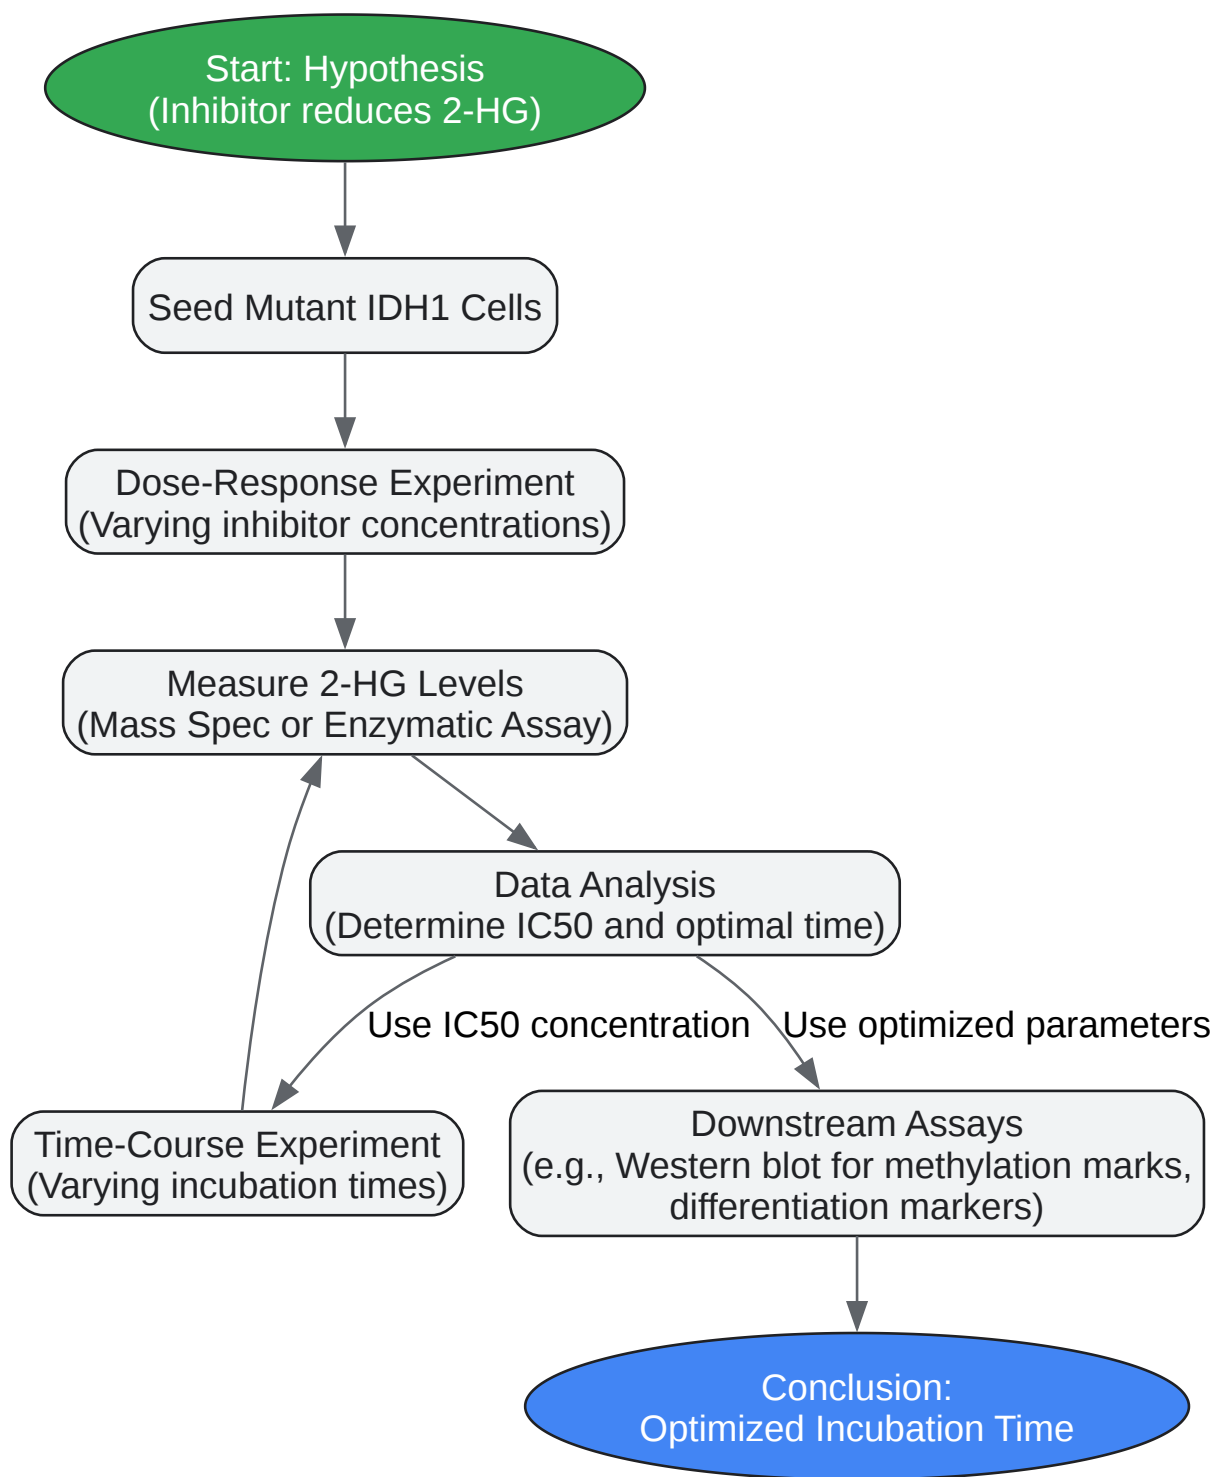 Start: Hypothesis
(Inhibitor reduces 2-HG)
Seed Mutant IDH1 Cells
Dose-Response Experiment
(Varying inhibitor concentrations)
Measure 2-HG Levels
(Mass Spec or Enzymatic Assay)
Data Analysis
(Determine IC50 and optimal time)
Use IC50 concentration
Use optimized parameters
Time-Course Experiment
(Varying incubation times)
Downstream Assays
(e.g., Western blot for methylation marks,
differentiation markers)
Conclusion:
Optimized Incubation Time